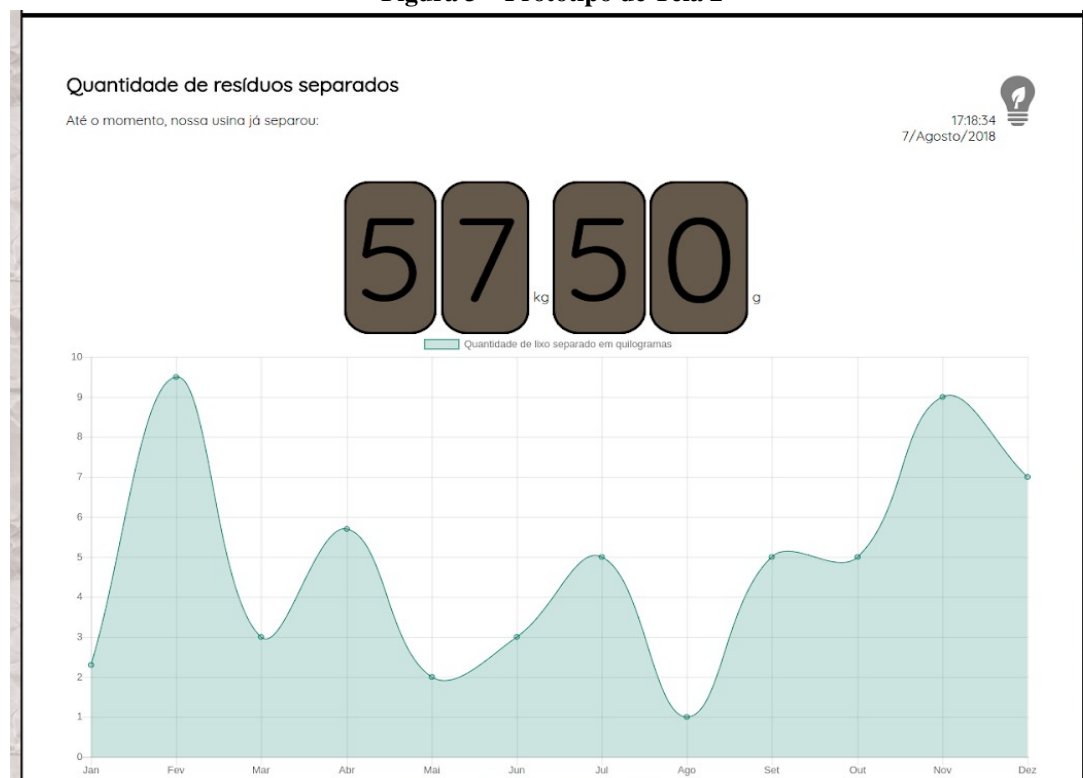 Figura 3 – Protótipo de Tela 2
Quantidade de resíduos separados
Até o momento, nossa usina já separou:
17:18:34
7/Agosto/2018
57 kg 50 g
Quantidade de lixo separado em quilogramas
10
9
8
7
6
5
4
3
2
1
0
Jan Fev Mar Abr Mai Jun Jul Ago Set Out Nov Dez